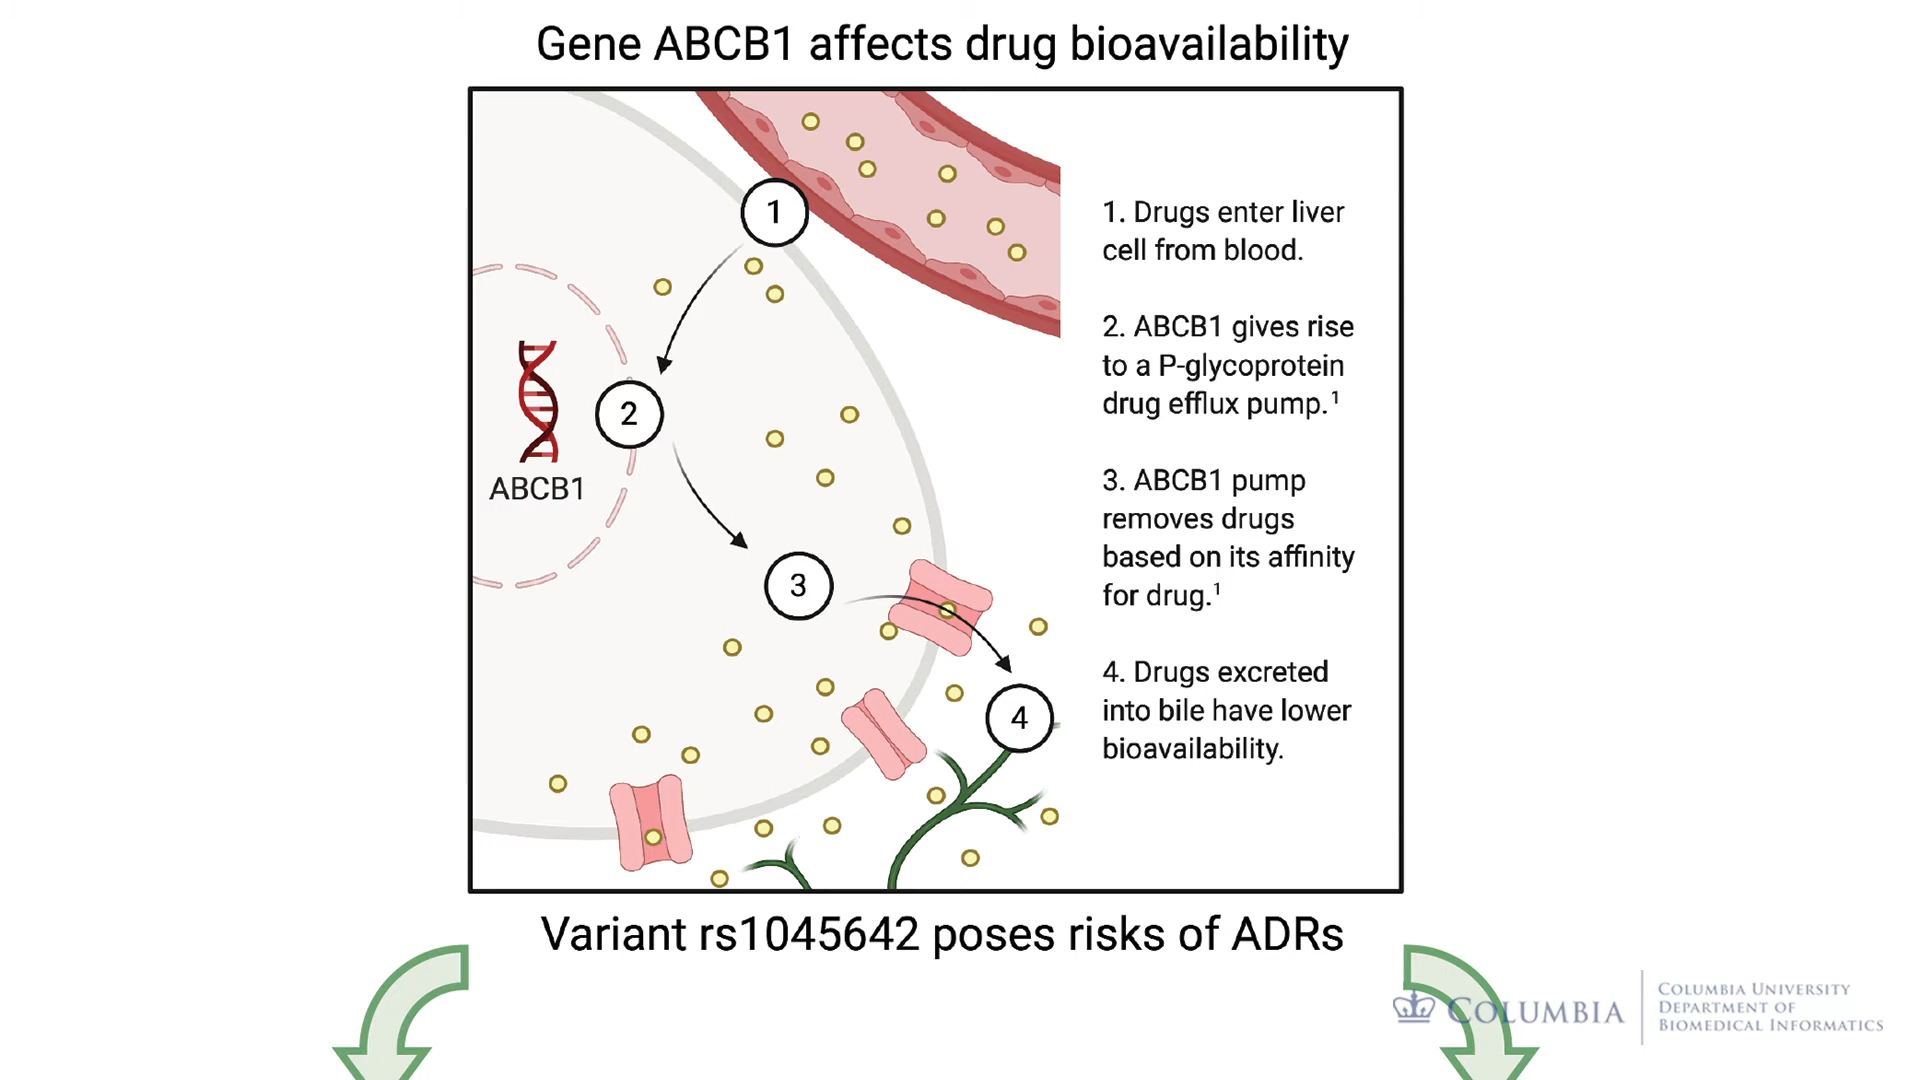 Gene ABCB1 affects drug bioavailability
1
2
ABCB1
3
4
1. Drugs enter liver
cell from blood.
2. ABCB1 gives rise
to a P-glycoprotein
drug efflux pump.¹
3. ABCB1 pump
removes drugs
based on its affinity
for drug.¹
4. Drugs excreted
into bile have lower
bioavailability.
Variant rs1045642 poses risks of ADRs
COLUMBIA
COLUMBIA UNIVERSITY
DEPARTMENT OF
BIOMEDICAL INFORMATICS